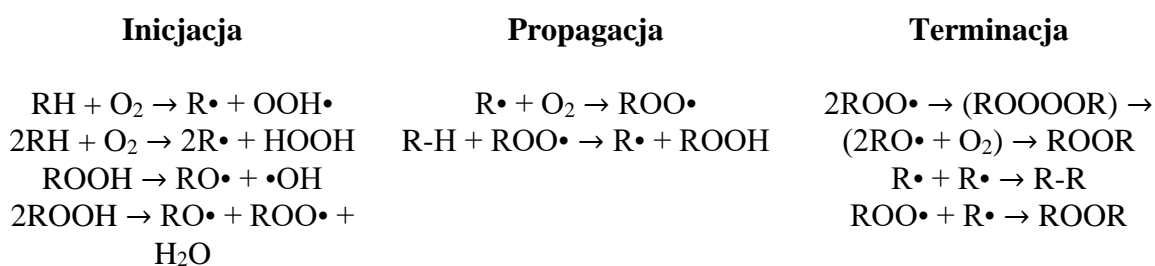 Inicjacja
RH + O₂ → R• + OOH•
2RH + O₂ → 2R• + HOOH
ROOH → RO• + •OH
2ROOH → RO• + ROO• +
H₂O
Propagacja
R• + O₂ → ROO•
R-H + ROO• → R• + ROOH
Terminacja
2ROO• → (ROOOOR) →
(2RO• + O₂) → ROOR
R• + R• → R-R
ROO• + R• → ROOR